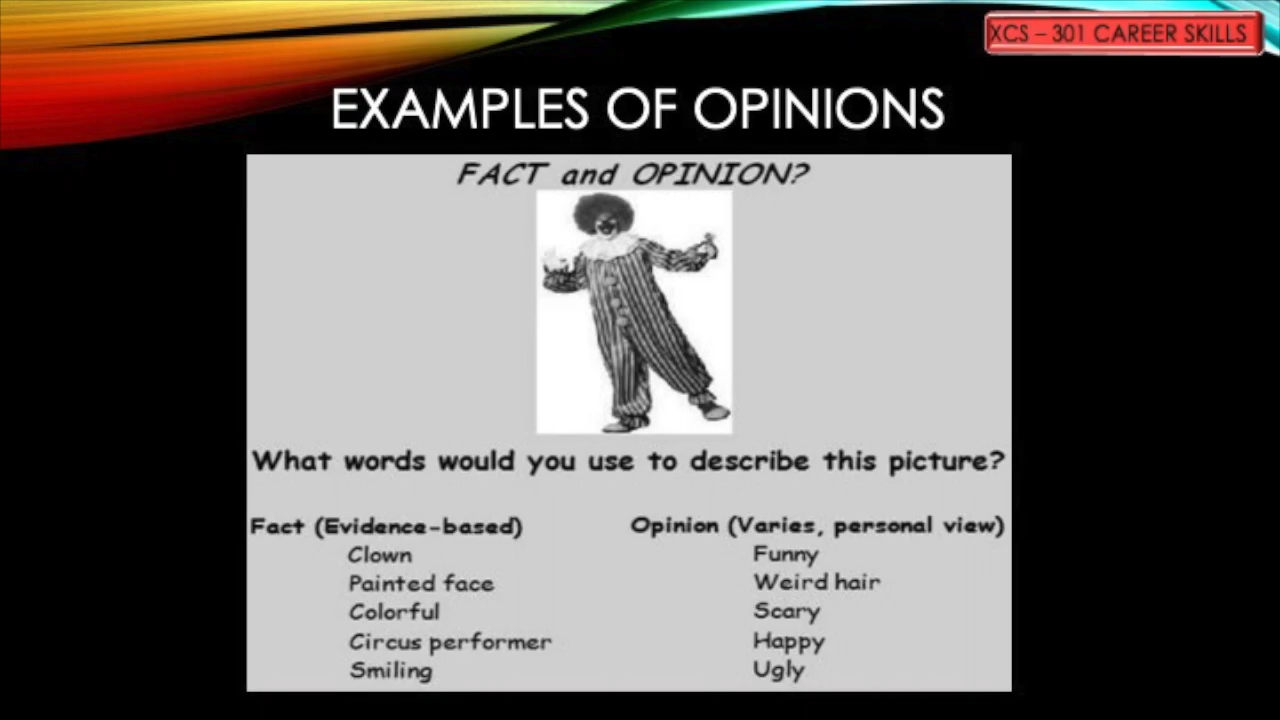 XCS – 301 CAREER SKILLS
EXAMPLES OF OPINIONS
FACT and OPINION?
What words would you use to describe this picture?
Fact (Evidence-based)
Clown
Painted face
Colorful
Circus performer
Smiling
Opinion (Varies, personal view)
Funny
Weird hair
Scary
Happy
Ugly